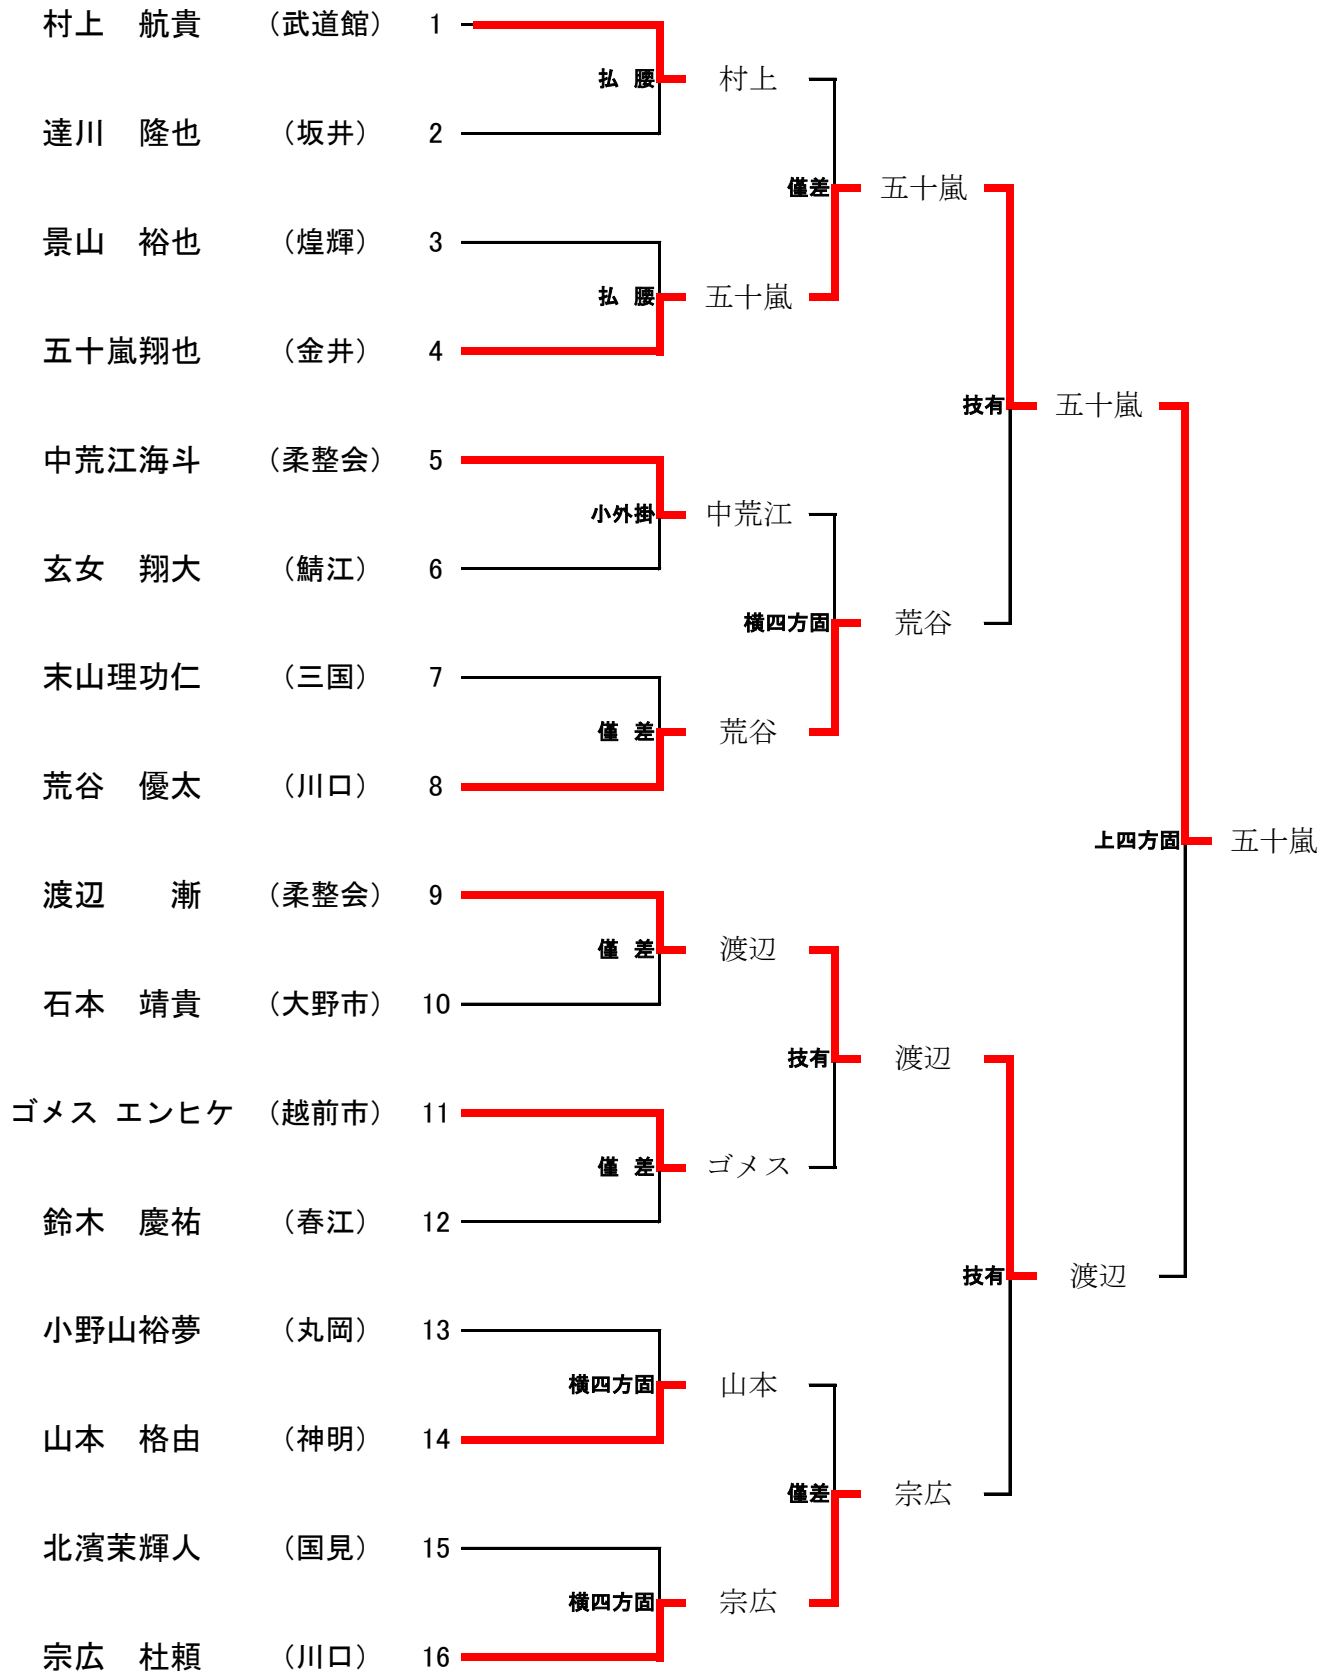 村上　航貴　（武道館）　1
払 腰　村上
達川　隆也　（坂井）　2
僅差　五十嵐
景山　裕也　（煌輝）　3
払 腰　五十嵐
五十嵐翔也　（金井）　4
技有　五十嵐
中荒江海斗　（柔整会）　5
小外掛　中荒江
玄女　翔大　（鯖江）　6
横四方固　荒谷
末山理功仁　（三国）　7
僅 差　荒谷
荒谷　優太　（川口）　8
上四方固　五十嵐
渡辺　　漸　（柔整会）　9
僅 差　渡辺
石本　靖貴　（大野市）　10
技有　渡辺
ゴメス エンヒケ　（越前市）　11
僅 差　ゴメス
鈴木　慶祐　（春江）　12
技有　渡辺
小野山裕夢　（丸岡）　13
横四方固　山本
山本　格由　（神明）　14
僅差　宗広
北濱茉輝人　（国見）　15
横四方固　宗広
宗広　杜頼　（川口）　16